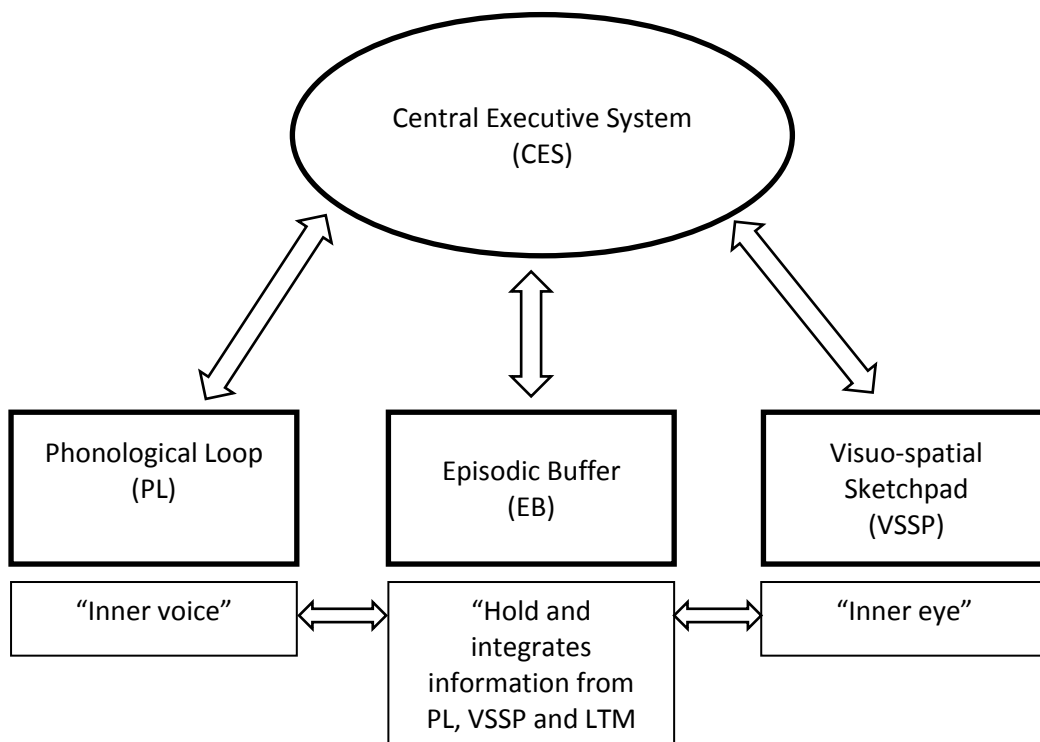 Central Executive System
(CES)
Phonological Loop
(PL)
Episodic Buffer
(EB)
Visuo-spatial
Sketchpad
(VSSP)
“Inner voice”
“Hold and
integrates
information from
PL, VSSP and LTM
“Inner eye”